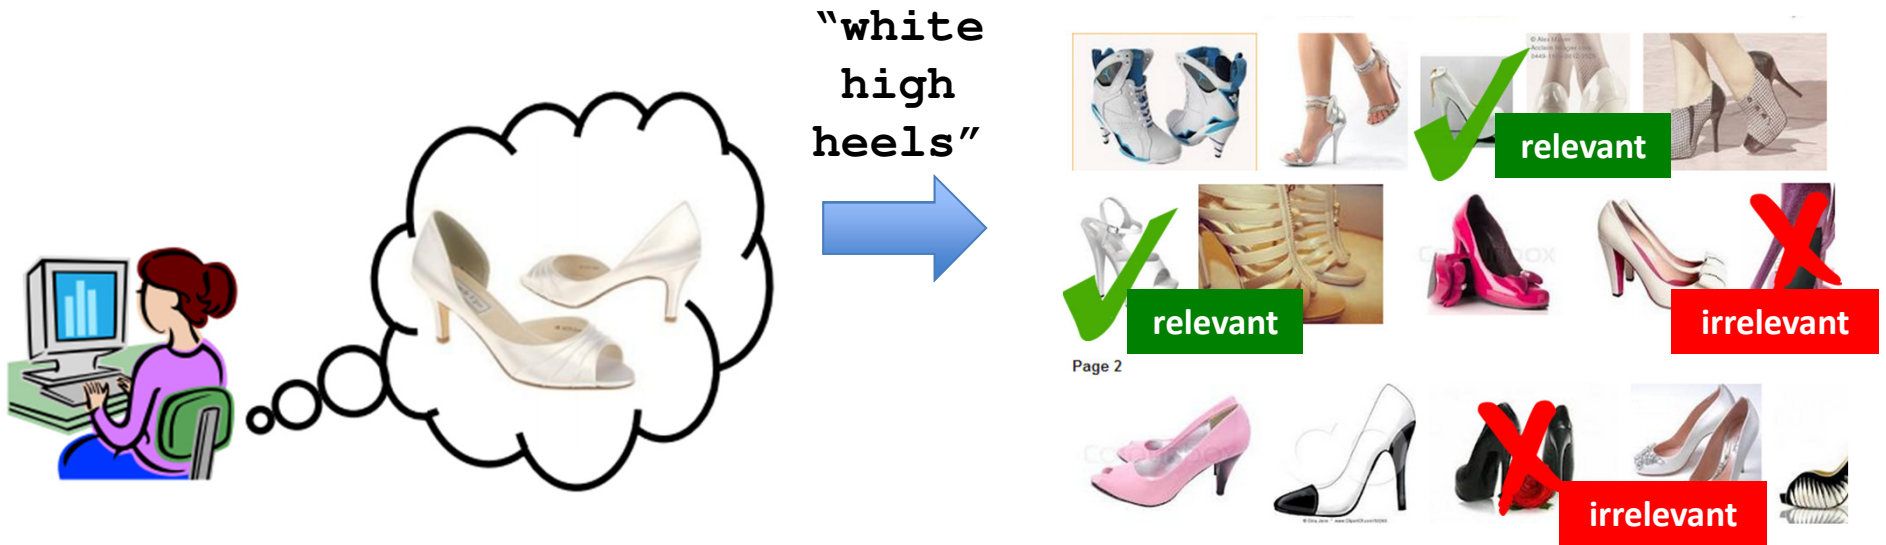 “white
high
heels”
relevant
relevant
irrelevant
Page 2
irrelevant